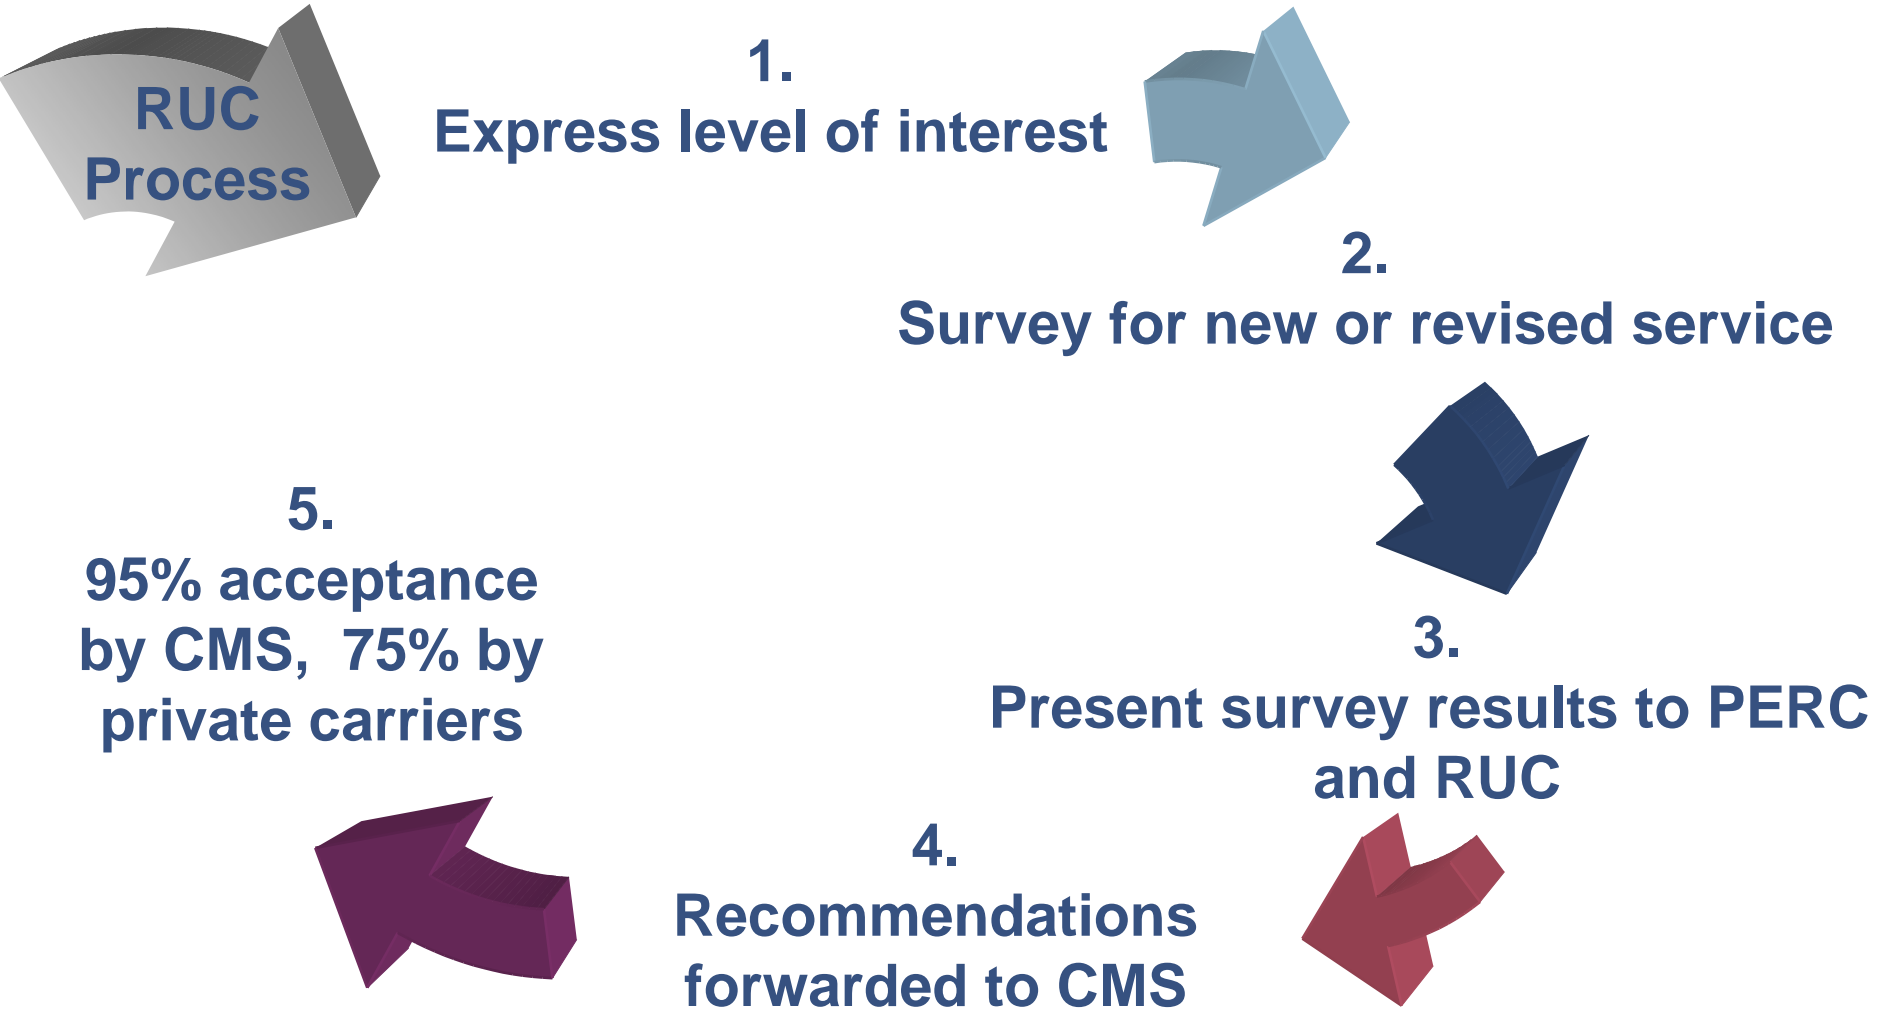 RUC
Process
1.
Express level of interest
2.
Survey for new or revised service
3.
Present survey results to PERC
and RUC
4.
Recommendations
forwarded to CMS
5.
95% acceptance
by CMS,  75% by
private carriers